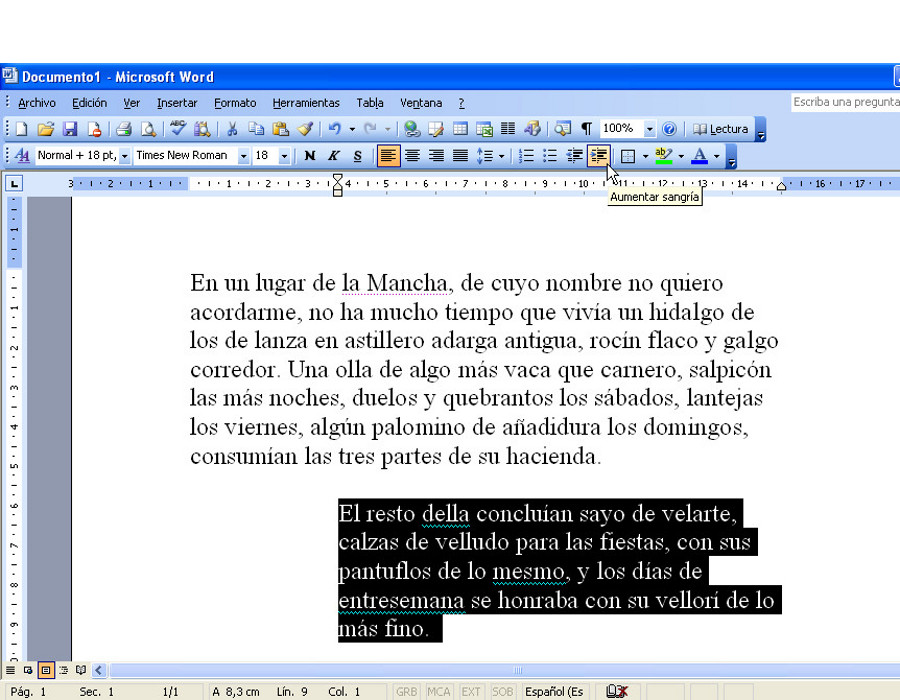 Documento1 - Microsoft Word
Archivo Edición Ver Insertar Formato Herramientas Tabla Ventana ? Escriba una pregunta
100% Lectura
Normal + 18 pt, Times New Roman 18 N K S
3 2 1 1 2 3 4 5 6 7 8 9 10 11 12 13 14 16 17
Aumentar sangría
En un lugar de la Mancha, de cuyo nombre no quiero
acordarme, no ha mucho tiempo que vivía un hidalgo de
los de lanza en astillero adarga antigua, rocín flaco y galgo
corredor. Una olla de algo más vaca que carnero, salpicón
las más noches, duelos y quebrantos los sábados, lantejas
los viernes, algún palomino de añadidura los domingos,
consumían las tres partes de su hacienda.
El resto della concluían sayo de velarte,
calzas de velludo para las fiestas, con sus
pantuflos de lo mesmo, y los días de
entresemana se honraba con su vellorí de lo
más fino.
Pág. 1 Sec. 1 1/1 A 8,3 cm Lín. 9 Col. 1 GRB MCA EXT SOB Español (Es